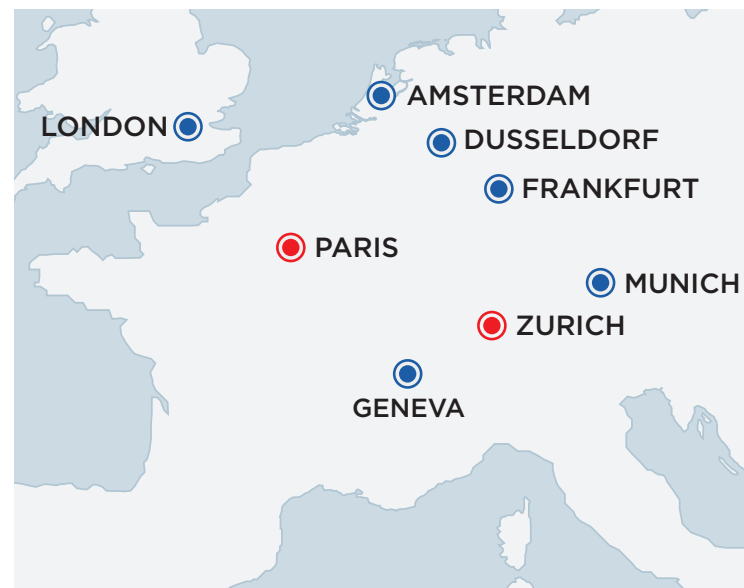 AMSTERDAM
LONDON
DUSSELDORF
FRANKFURT
PARIS
MUNICH
ZURICH
GENEVA